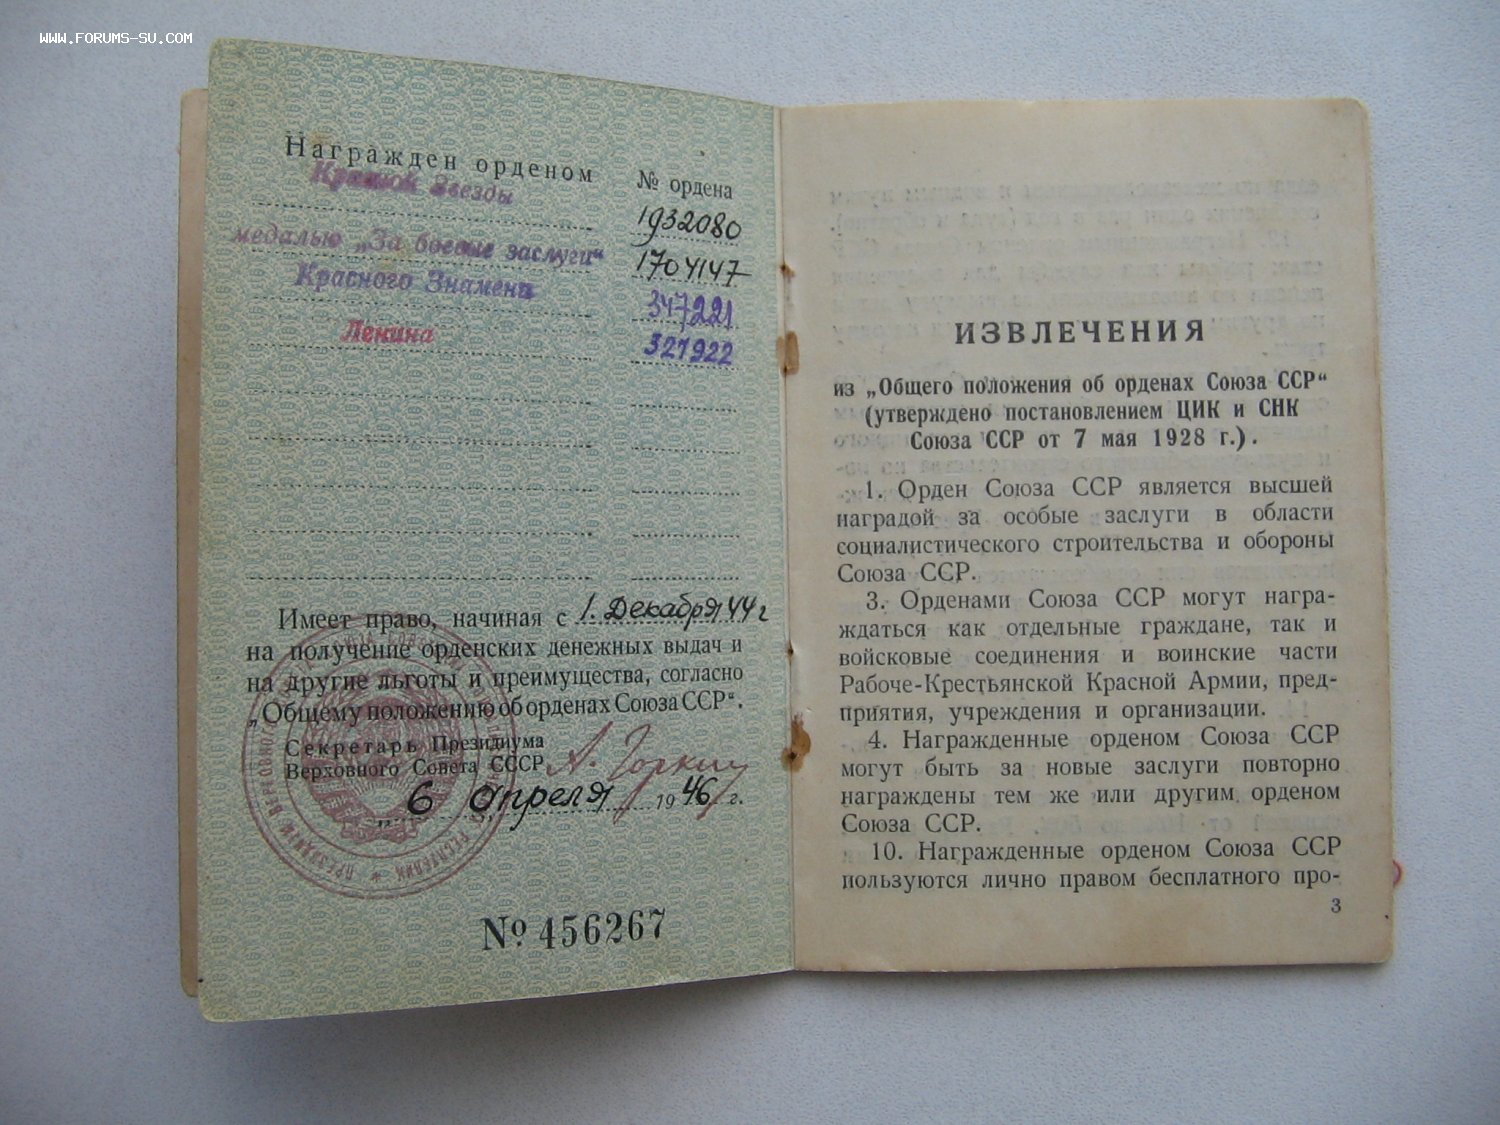 WWW.FORUMS-SU.COM
Награжден орденом № ордена
Красной Звезды 1932080
медалью „За боевые заслуги“ 1704147
Красного Знамени 347221
Ленина 321922
Имеет право, начиная с 1. Декабря 44 г
на получение орденских денежных выдач и
на другие льготы и преимущества, согласно
„Общему положению об орденах Союза ССР“.
Секретарь Президиума
Верховного Совета СССР А. Горкин
„ 6 „ апреля 1946 г.
№ 456267
ИЗВЛЕЧЕНИЯ
из „Общего положения об орденах Союза ССР“
(утверждено постановлением ЦИК и СНК
Союза ССР от 7 мая 1928 г.).
1. Орден Союза ССР является высшей
наградой за особые заслуги в области
социалистического строительства и обороны
Союза ССР.
3. Орденами Союза ССР могут награ-
ждаться как отдельные граждане, так и
войсковые соединения и воинские части
Рабоче-Крестьянской Красной Армии, пред-
приятия, учреждения и организации.
4. Награжденные орденом Союза ССР
могут быть за новые заслуги повторно
награждены тем же или другим орденом
Союза ССР.
10. Награжденные орденом Союза ССР
пользуются лично правом бесплатного про-
3